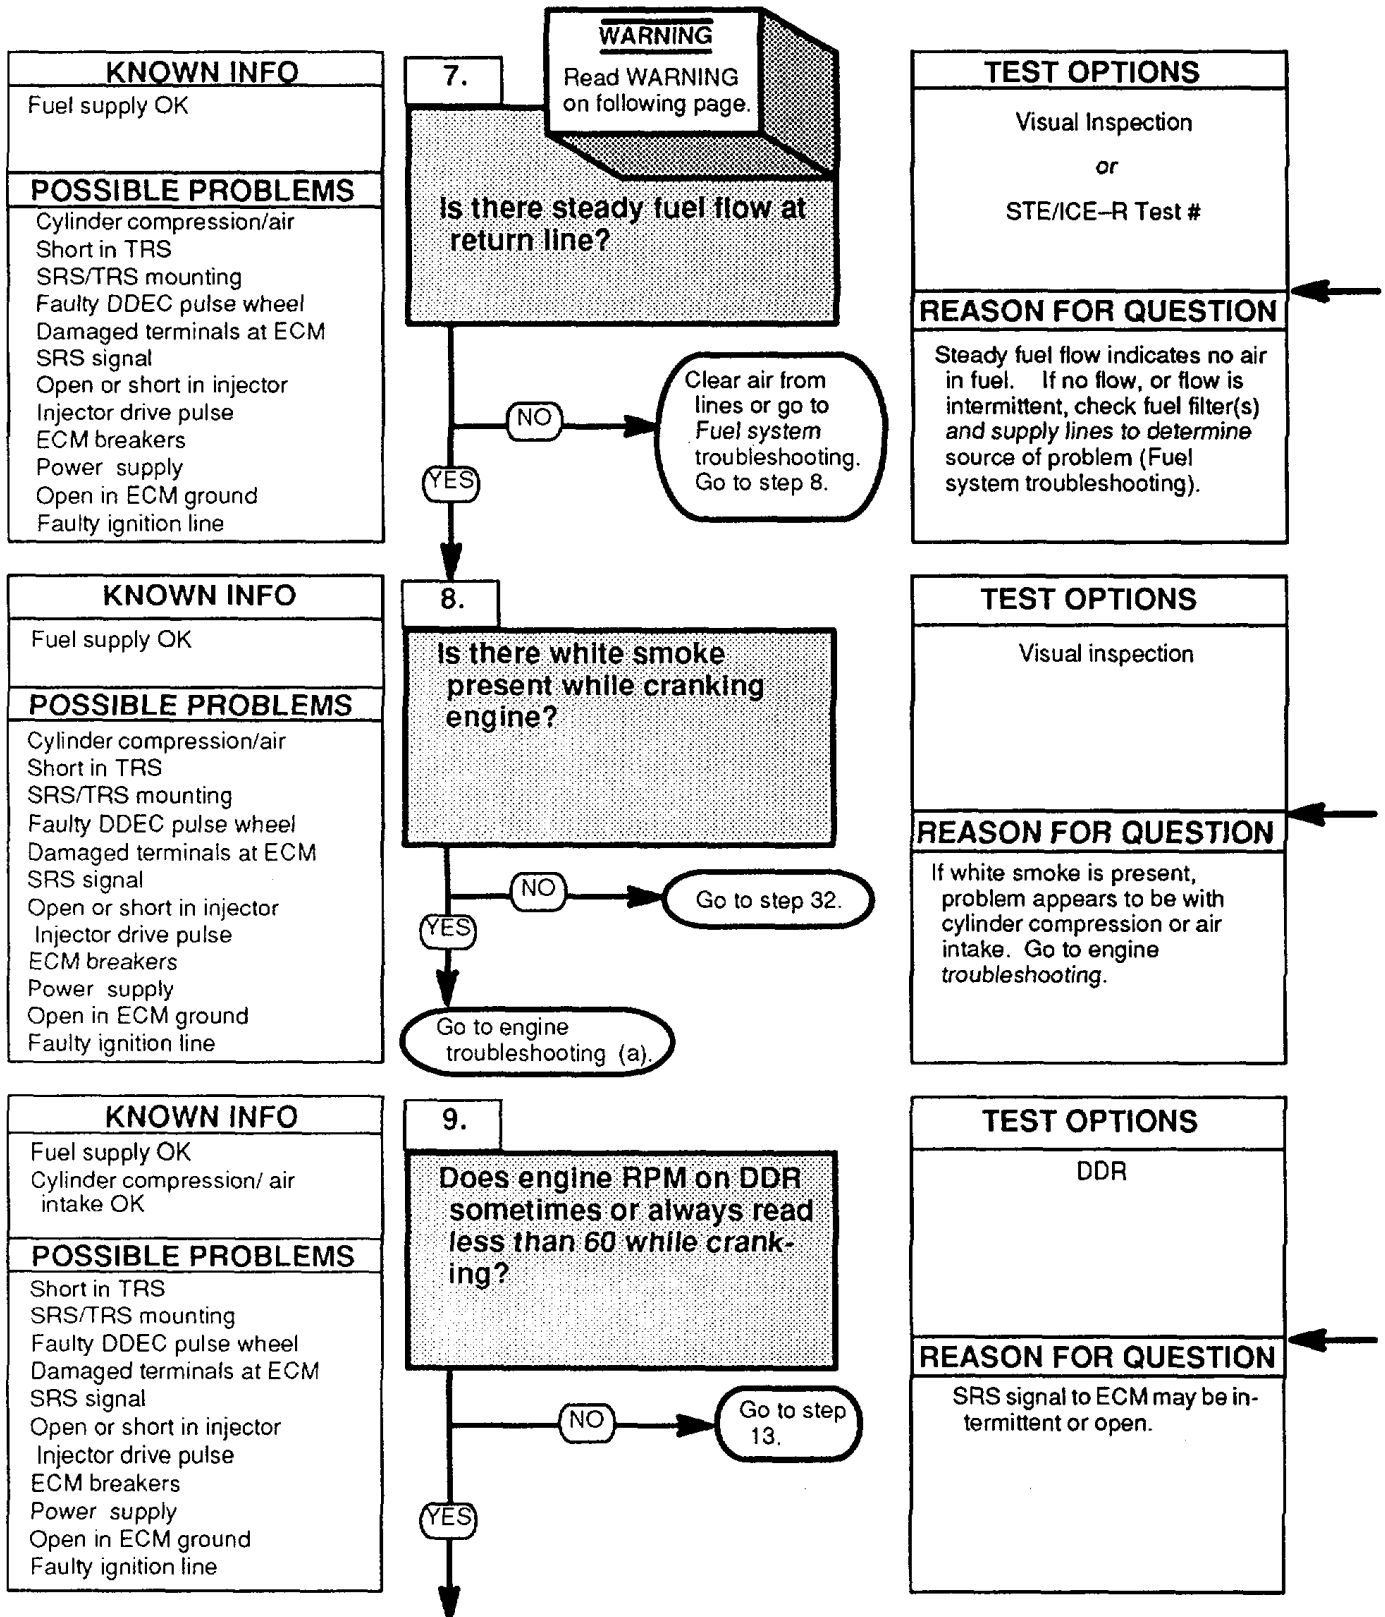 KNOWN INFO
Fuel supply OK
POSSIBLE PROBLEMS
Cylinder compression/air
Short in TRS
SRS/TRS mounting
Faulty DDEC pulse wheel
Damaged terminals at ECM
SRS signal
Open or short in injector
Injector drive pulse
ECM breakers
Power supply
Open in ECM ground
Faulty ignition line
7.
WARNING
Read WARNING
on following page.
Is there steady fuel flow at
return line?
NO
Clear air from
lines or go to
Fuel system
troubleshooting.
Go to step 8.
YES
TEST OPTIONS
Visual Inspection
or
STE/ICE–R Test #
REASON FOR QUESTION
Steady fuel flow indicates no air
in fuel. If no flow, or flow is
intermittent, check fuel filter(s)
and supply lines to determine
source of problem (Fuel
system troubleshooting).
KNOWN INFO
Fuel supply OK
POSSIBLE PROBLEMS
Cylinder compression/air
Short in TRS
SRS/TRS mounting
Faulty DDEC pulse wheel
Damaged terminals at ECM
SRS signal
Open or short in injector
Injector drive pulse
ECM breakers
Power supply
Open in ECM ground
Faulty ignition line
8.
Is there white smoke
present while cranking
engine?
NO
Go to step 32.
YES
Go to engine
troubleshooting (a).
TEST OPTIONS
Visual inspection
REASON FOR QUESTION
If white smoke is present,
problem appears to be with
cylinder compression or air
intake. Go to engine
troubleshooting.
KNOWN INFO
Fuel supply OK
Cylinder compression/ air
intake OK
POSSIBLE PROBLEMS
Short in TRS
SRS/TRS mounting
Faulty DDEC pulse wheel
Damaged terminals at ECM
SRS signal
Open or short in injector
Injector drive pulse
ECM breakers
Power supply
Open in ECM ground
Faulty ignition line
9.
Does engine RPM on DDR
sometimes or always read
less than 60 while crank-
ing?
NO
Go to step
13.
YES
TEST OPTIONS
DDR
REASON FOR QUESTION
SRS signal to ECM may be in-
termittent or open.